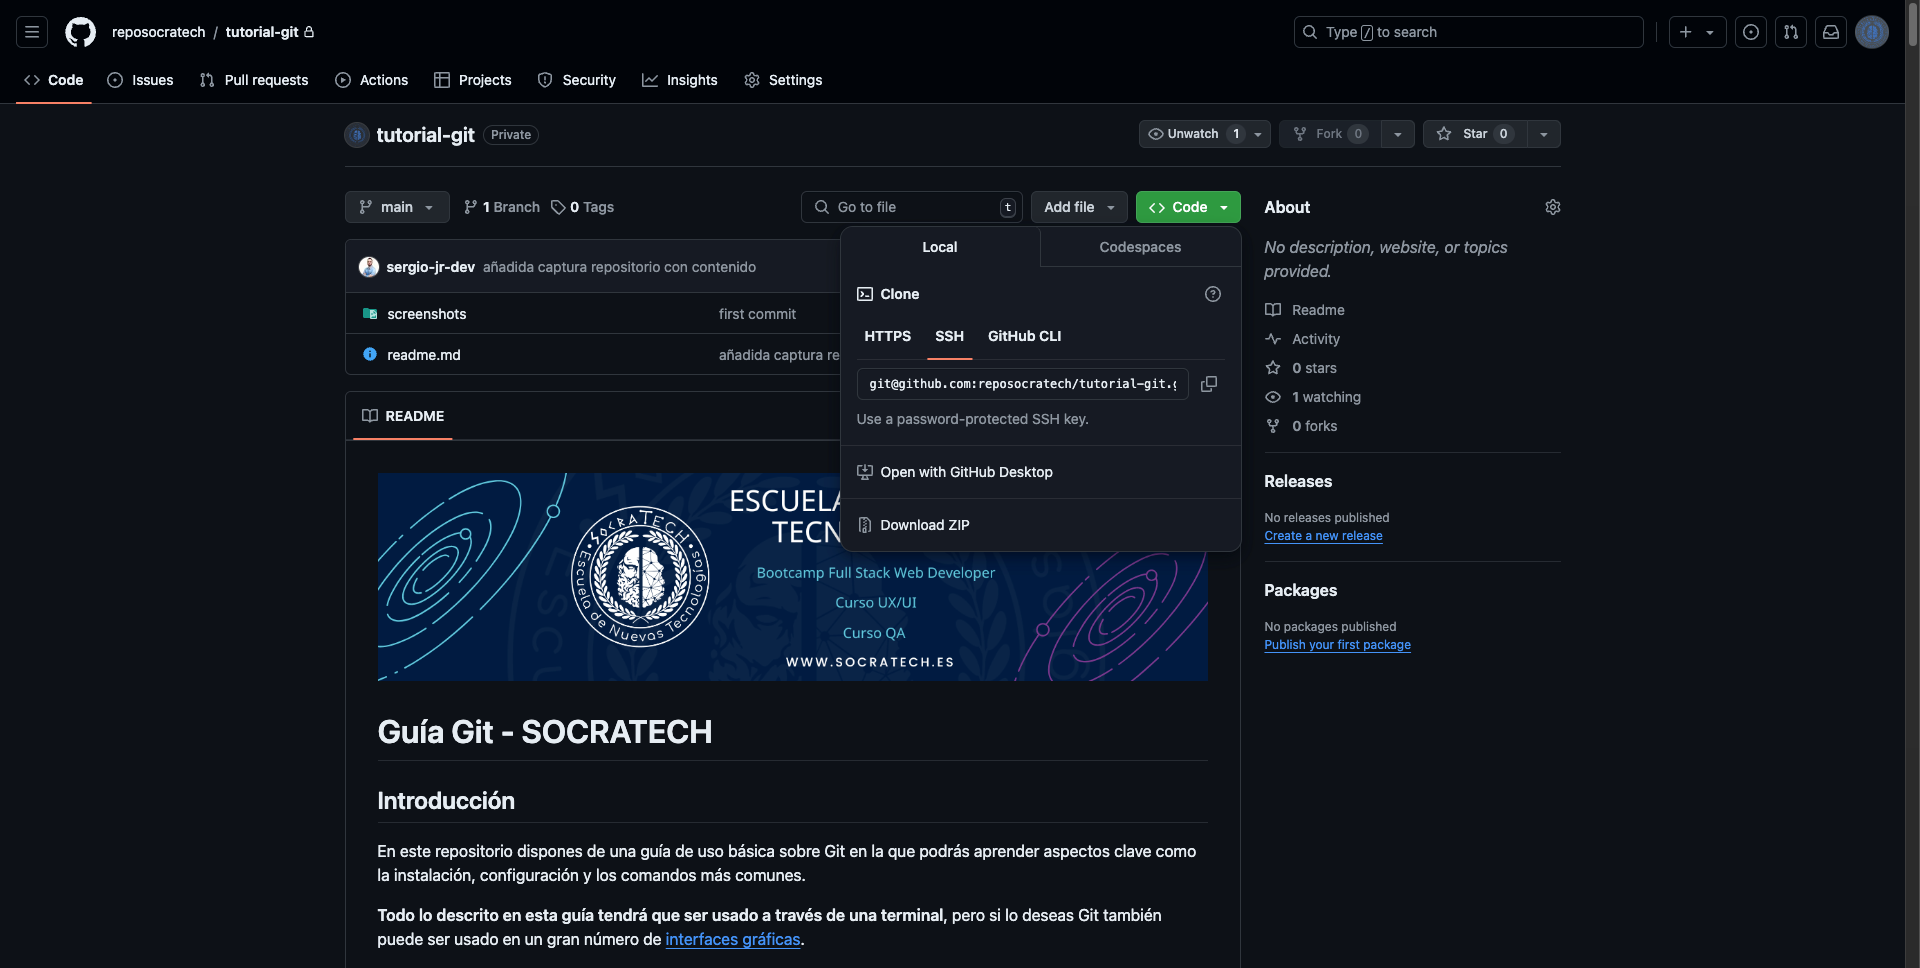 reposocratech / tutorial-git
Type / to search
Code Issues Pull requests Actions Projects Security Insights Settings
tutorial-git Private
Unwatch 1 Fork 0 Star 0
main 1 Branch 0 Tags
Go to file t Add file Code
sergio-jr-dev añadida captura repositorio con contenido
screenshots first commit
readme.md añadida captura re
Local Codespaces
Clone
HTTPS SSH GitHub CLI
git@github.com:reposocratech/tutorial-git.g
Use a password-protected SSH key.
Open with GitHub Desktop
Download ZIP
README
SOCRATECH
Escuela de Nuevas Tecnologías
ESCUELA
TECN
Bootcamp Full Stack Web Developer
Curso UX/UI
Curso QA
WWW.SOCRATECH.ES
Guía Git - SOCRATECH
Introducción
En este repositorio dispones de una guía de uso básica sobre Git en la que podrás aprender aspectos clave como
la instalación, configuración y los comandos más comunes.
Todo lo descrito en esta guía tendrá que ser usado a través de una terminal, pero si lo deseas Git también
puede ser usado en un gran número de interfaces gráficas.
About
No description, website, or topics
provided.
Readme
Activity
0 stars
1 watching
0 forks
Releases
No releases published
Create a new release
Packages
No packages published
Publish your first package